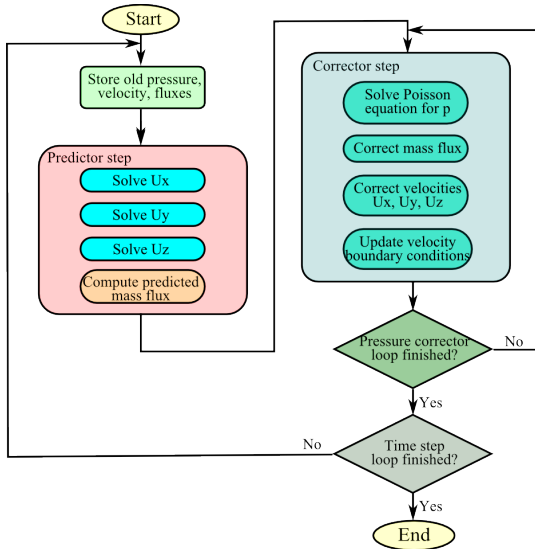 Start
Store old pressure,
velocity, fluxes
Predictor step
Solve Ux
Solve Uy
Solve Uz
Compute predicted
mass flux
Corrector step
Solve Poisson
equation for p
Correct mass flux
Correct velocities
Ux, Uy, Uz
Update velocity
boundary conditions
Pressure corrector
loop finished?
No
Yes
Time step
loop finished?
No
Yes
End